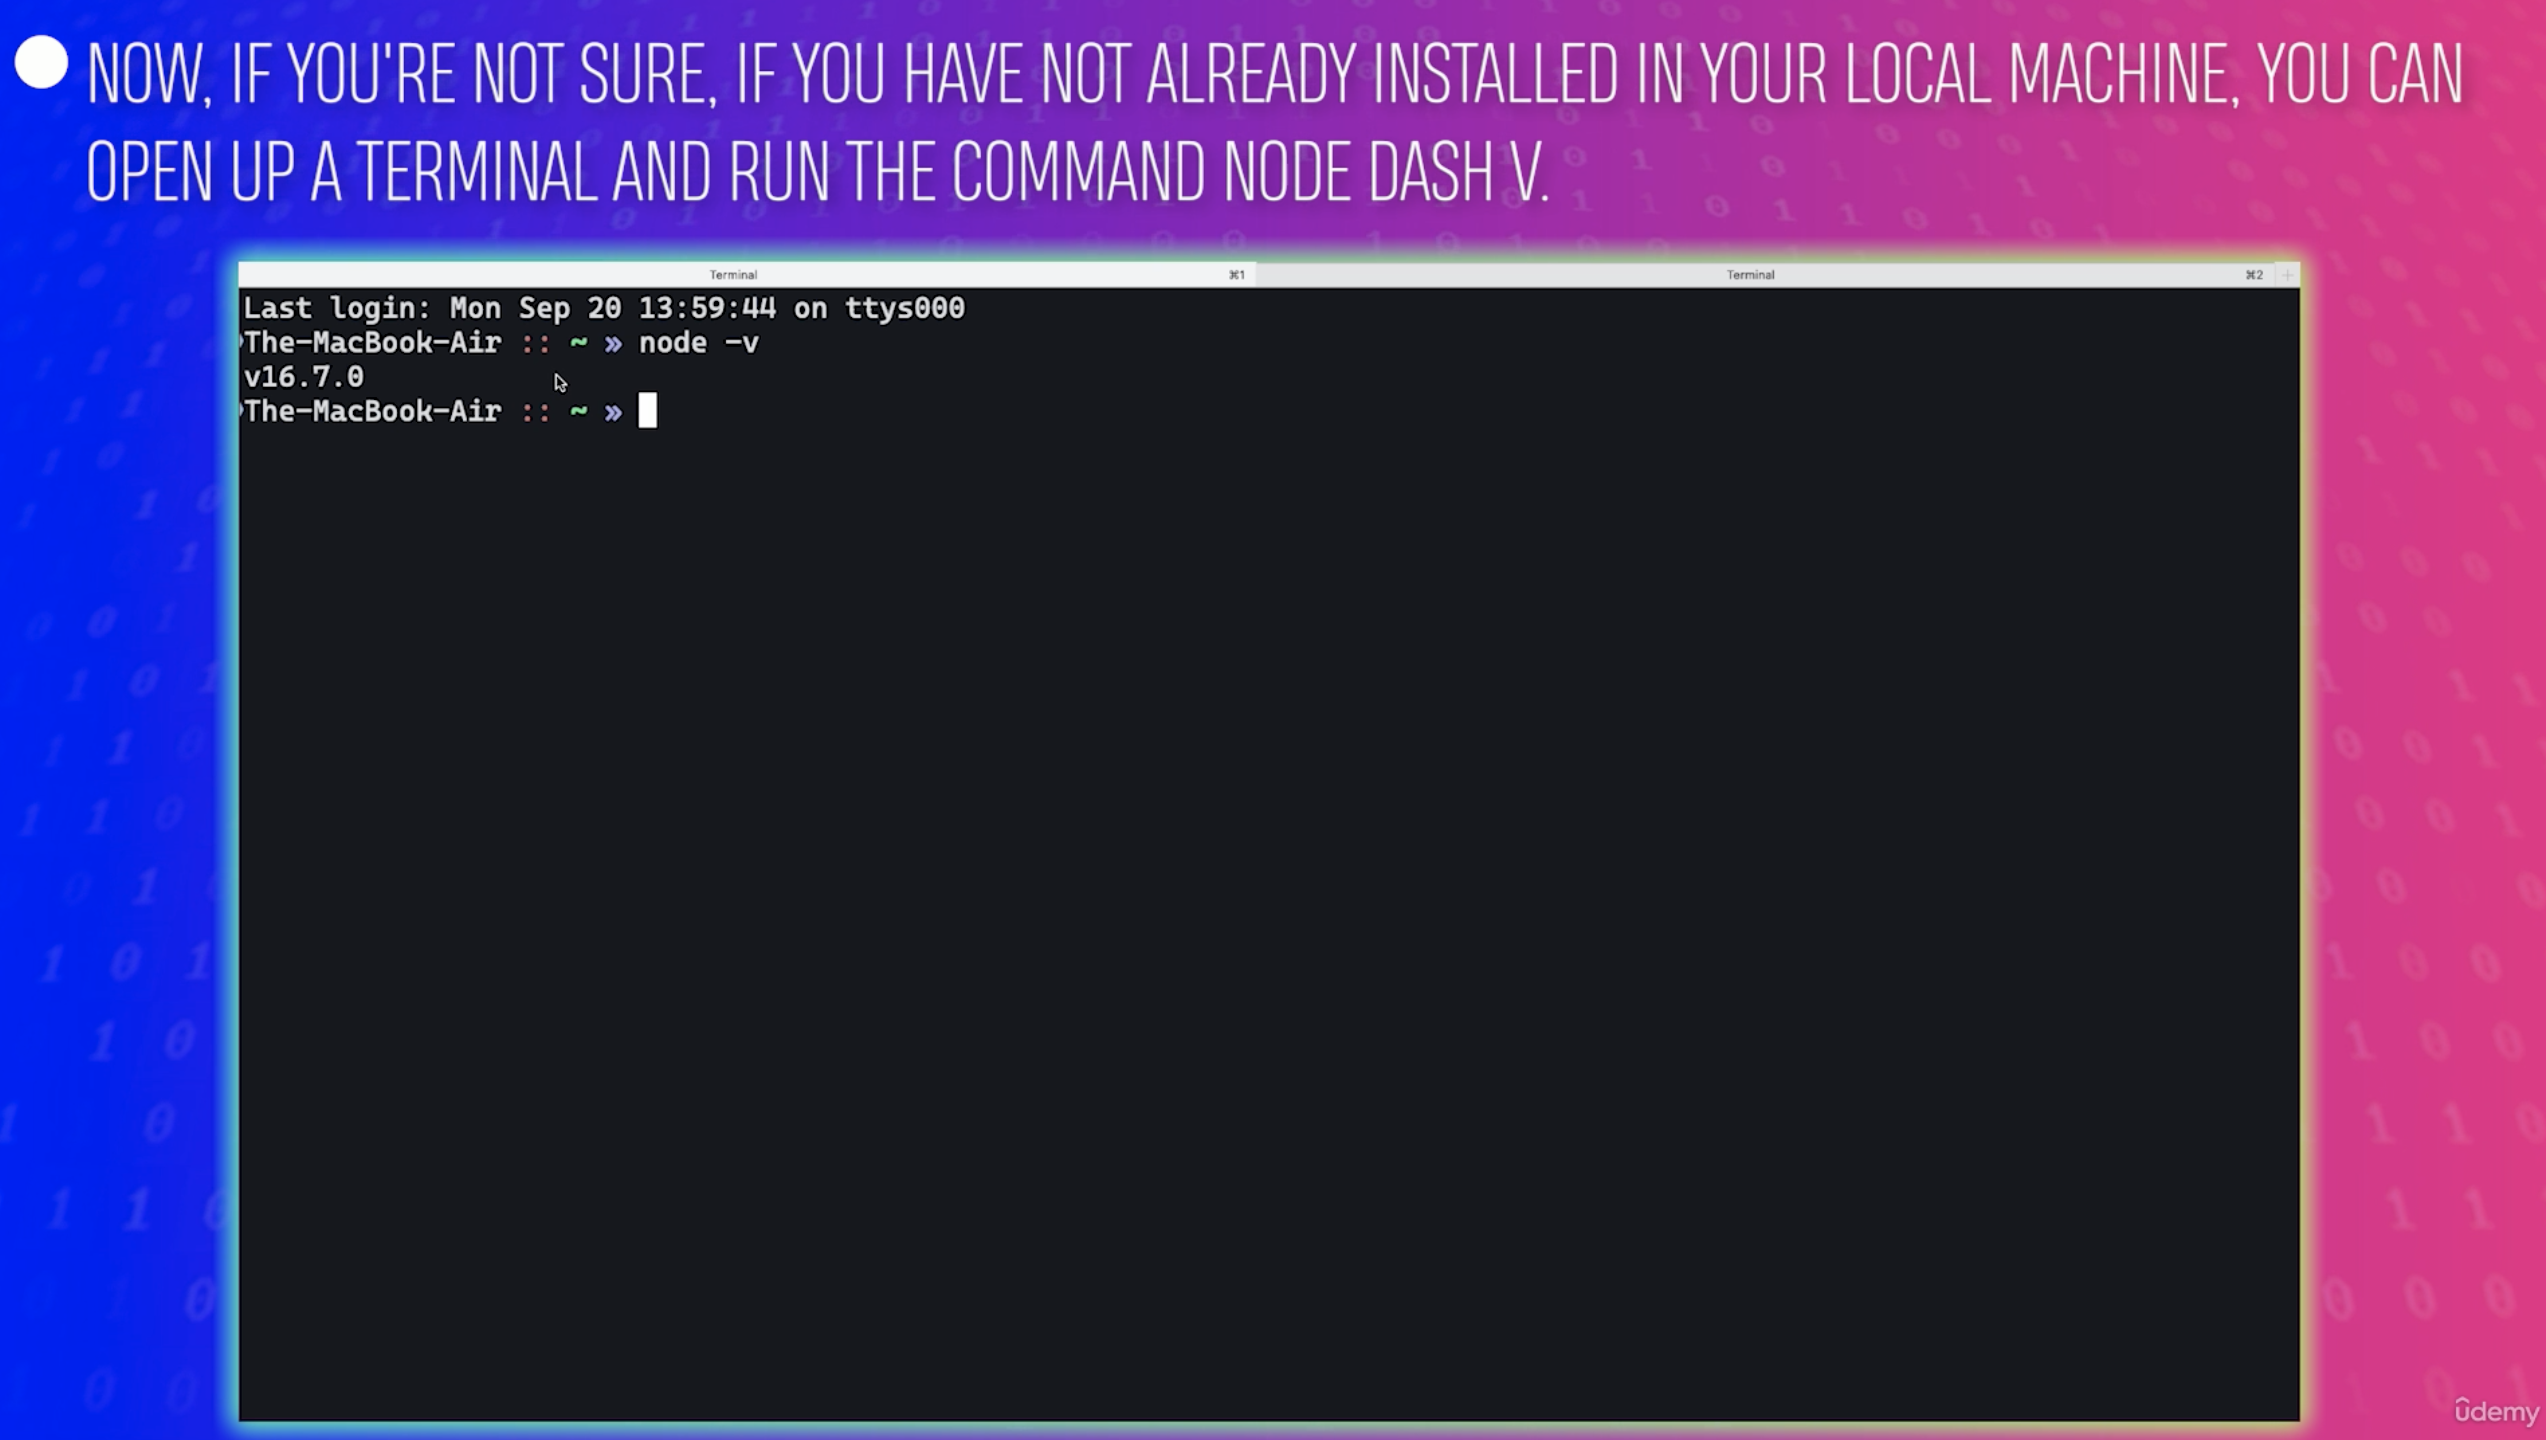 NOW, IF YOU'RE NOT SURE, IF YOU HAVE NOT ALREADY INSTALLED IN YOUR LOCAL MACHINE, YOU CAN
OPEN UP A TERMINAL AND RUN THE COMMAND NODE DASH V.
Terminal ⌘1 Terminal ⌘2 +
Last login: Mon Sep 20 13:59:44 on ttys000
The-MacBook-Air :: ~ » node -v
v16.7.0
The-MacBook-Air :: ~ »
ûdemy